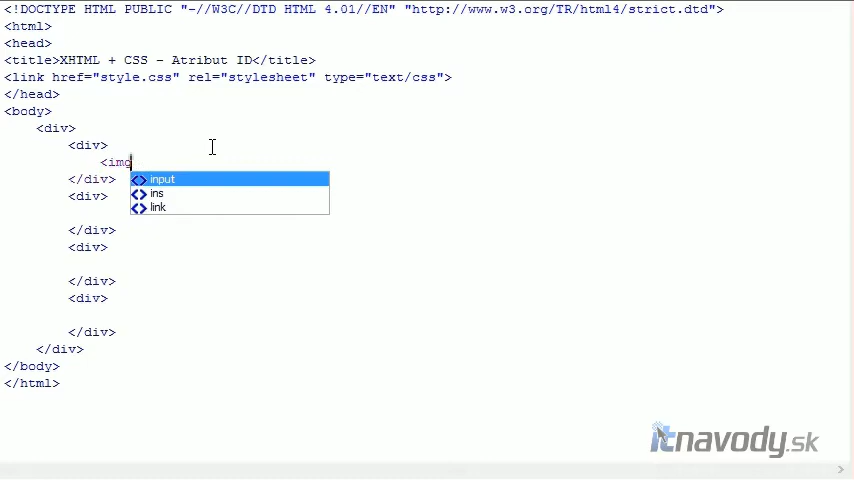 <!DOCTYPE HTML PUBLIC "-//W3C//DTD HTML 4.01//EN" "http://www.w3.org/TR/html4/strict.dtd">
<html>
<head>
<title>XHTML + CSS - Atribut ID</title>
<link href="style.css" rel="stylesheet" type="text/css">
</head>
<body>
<div>
<div>
<img
input
</div>
ins
<div>
link
</div>
<div>
</div>
<div>
</div>
</div>
</body>
</html>
itnavody.sk